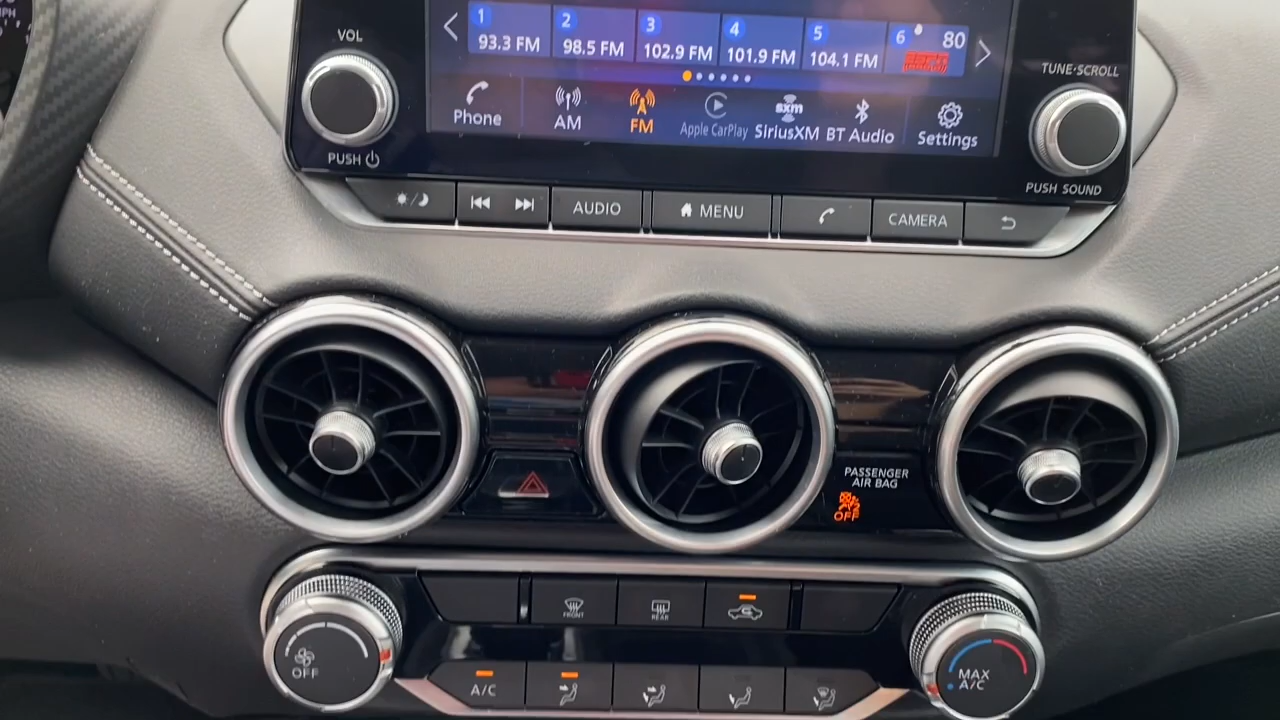 1 2 3 4 5 6 80
93.3 FM 98.5 FM 102.9 FM 101.9 FM 104.1 FM
VOL
TUNE·SCROLL
Phone AM FM Apple CarPlay SiriusXM BT Audio Settings
sxm
PUSH
PUSH SOUND
AUDIO MENU CAMERA
PASSENGER
AIR BAG
OFF
FRONT REAR
OFF
MAX
A/C
A/C